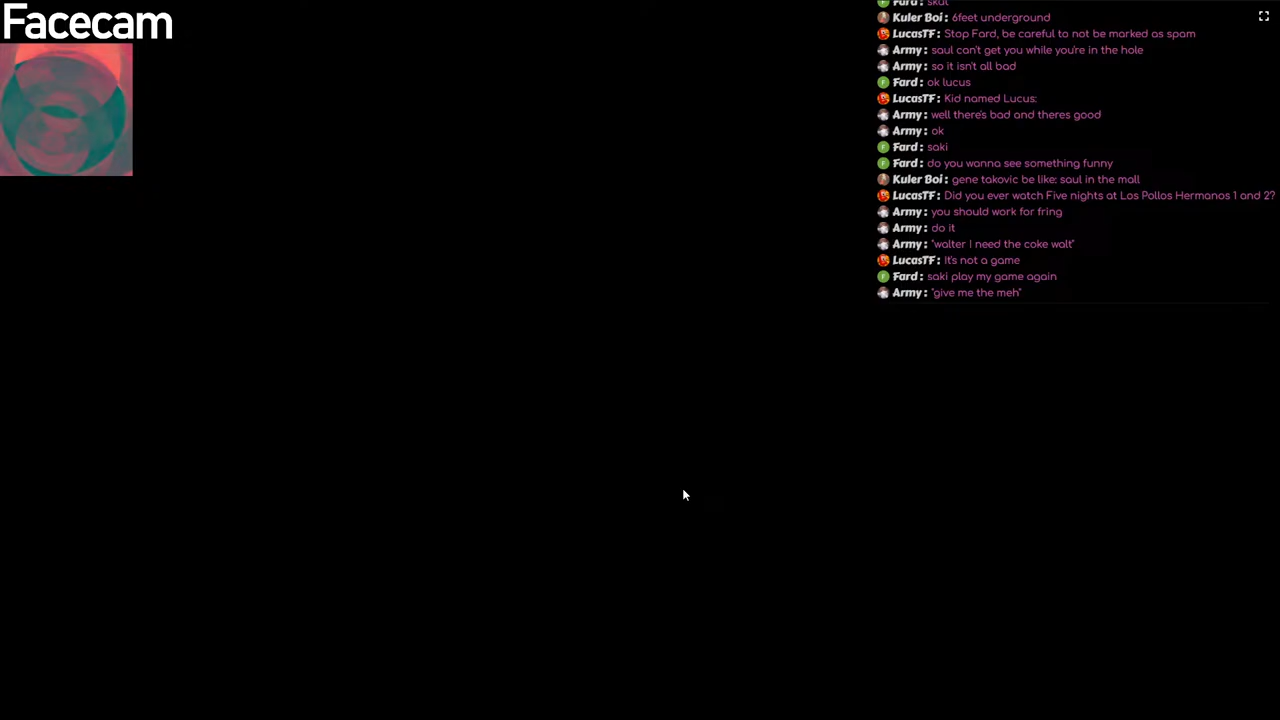 Facecam
Fard: skut
Kuler Boi: 6feet underground
LucasTF: Stop Fard, be careful to not be marked as spam
Army: saul can't get you while you're in the hole
Army: so it isn't all bad
Fard: ok lucus
LucasTF: Kid named Lucus:
Army: well there's bad and theres good
Army: ok
Fard: saki
Fard: do you wanna see something funny
Kuler Boi: gene takovic be like: saul in the mall
LucasTF: Did you ever watch Five nights at Los Pollos Hermanos 1 and 2?
Army: you should work for fring
Army: do it
Army: "walter I need the coke walt"
LucasTF: It's not a game
Fard: saki play my game again
Army: "give me the meh"